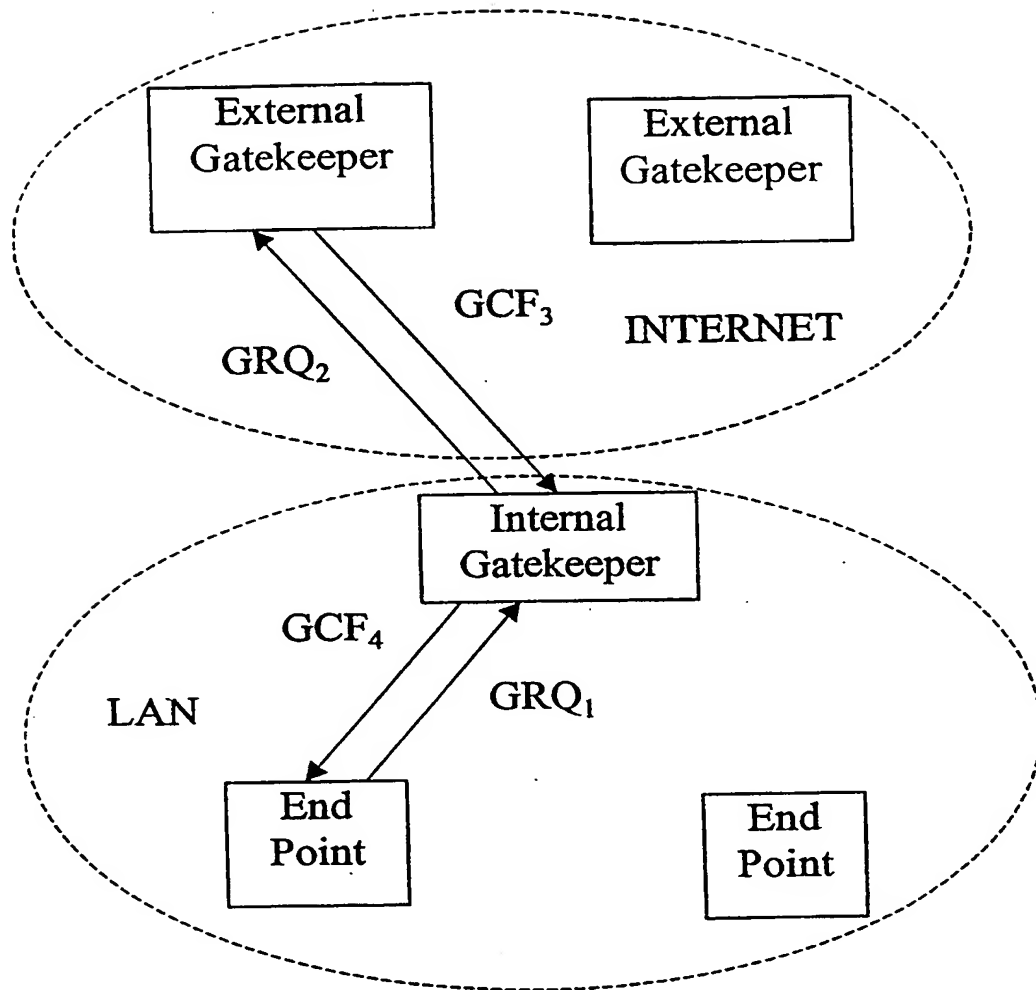 External
Gatekeeper
External
Gatekeeper
GCF₃
INTERNET
GRQ₂
Internal
Gatekeeper
GCF₄
GRQ₁
LAN
End
Point
End
Point